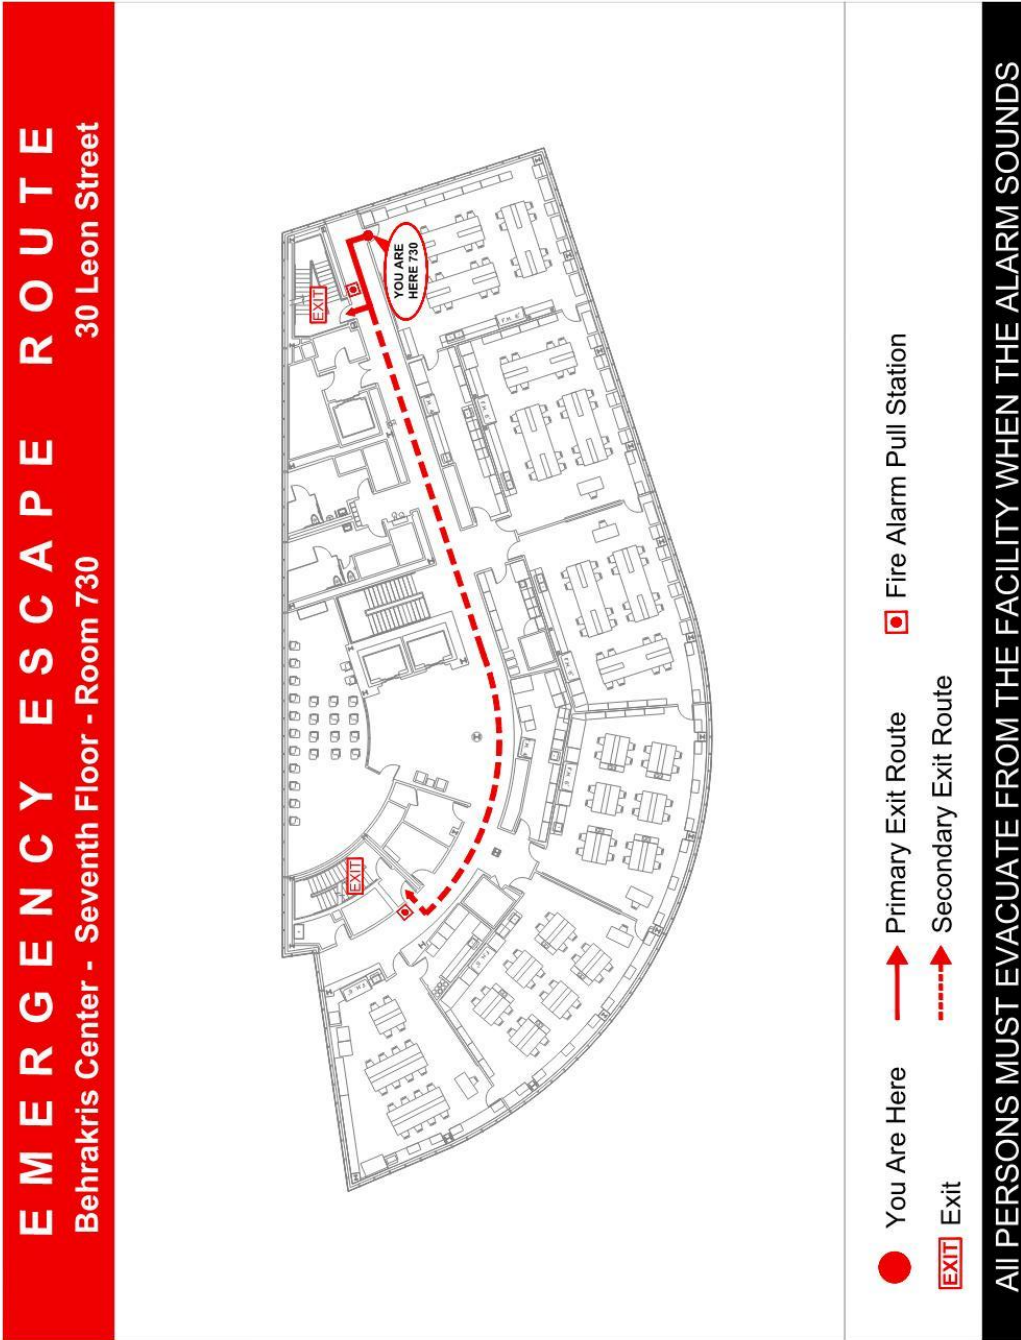 EMERGENCY ESCAPE ROUTE
Behrakris Center - Seventh Floor - Room 730
30 Leon Street
EXIT
EXIT
YOU ARE
HERE 730
You Are Here
Primary Exit Route
Fire Alarm Pull Station
EXIT Exit
Secondary Exit Route
All PERSONS MUST EVACUATE FROM THE FACILITY WHEN THE ALARM SOUNDS